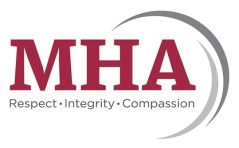 MHA
Respect • Integrity • Compassion